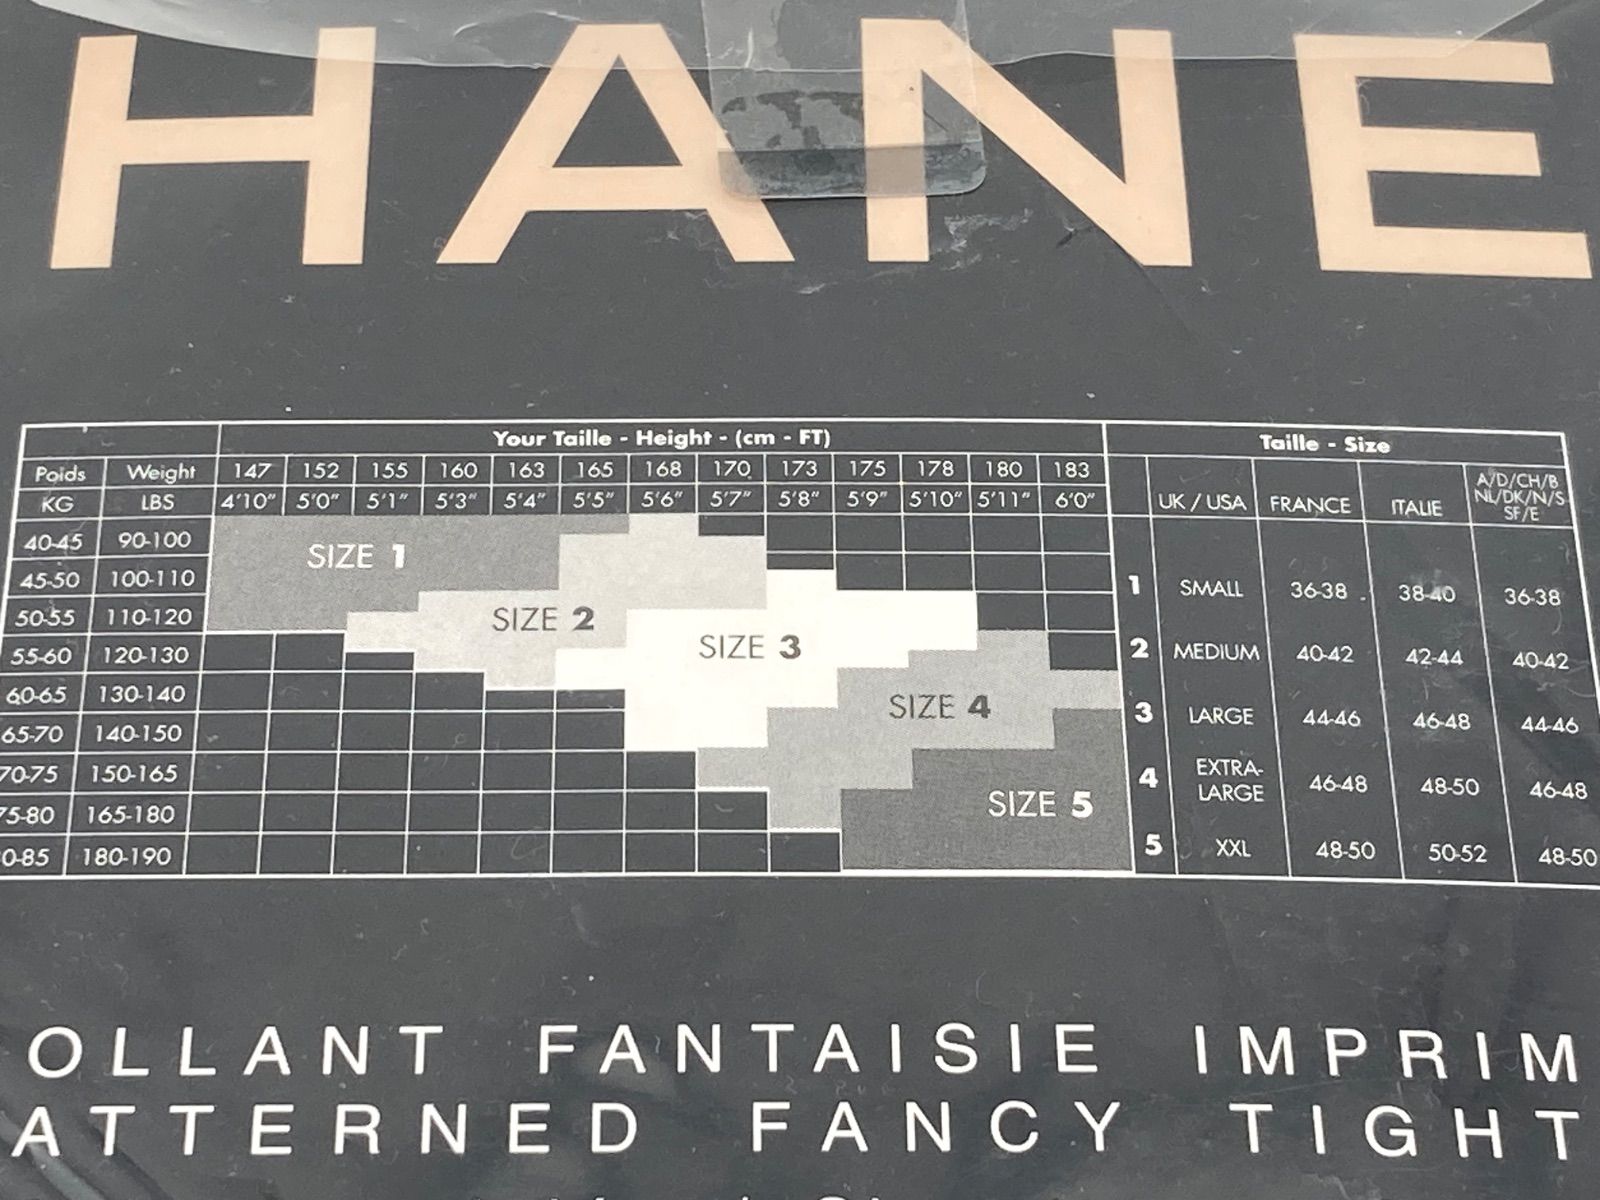 HANE
Your Taille - Height - (cm - FT) Taille - Size
Poids Weight 147 152 155 160 163 165 168 170 173 175 178 180 183
KG LBS 4'10" 5'0" 5'1" 5'3" 5'4" 5'5" 5'6" 5'7" 5'8" 5'9" 5'10" 5'11" 6'0" UK / USA FRANCE ITALIE A/D/CH/B
NL/DK/N/S
SF/E
40-45 90-100
SIZE 1
45-50 100-110
1 SMALL 36-38 38-40 36-38
50-55 110-120
SIZE 2
SIZE 3
55-60 120-130
2 MEDIUM 40-42 42-44 40-42
60-65 130-140
SIZE 4
3 LARGE 44-46 46-48 44-46
65-70 140-150
70-75 150-165
4 EXTRA-
LARGE 46-48 48-50 46-48
75-80 165-180
SIZE 5
0-85 180-190
5 XXL 48-50 50-52 48-50
OLLANT FANTAISIE IMPRIM
ATTERNED FANCY TIGHT